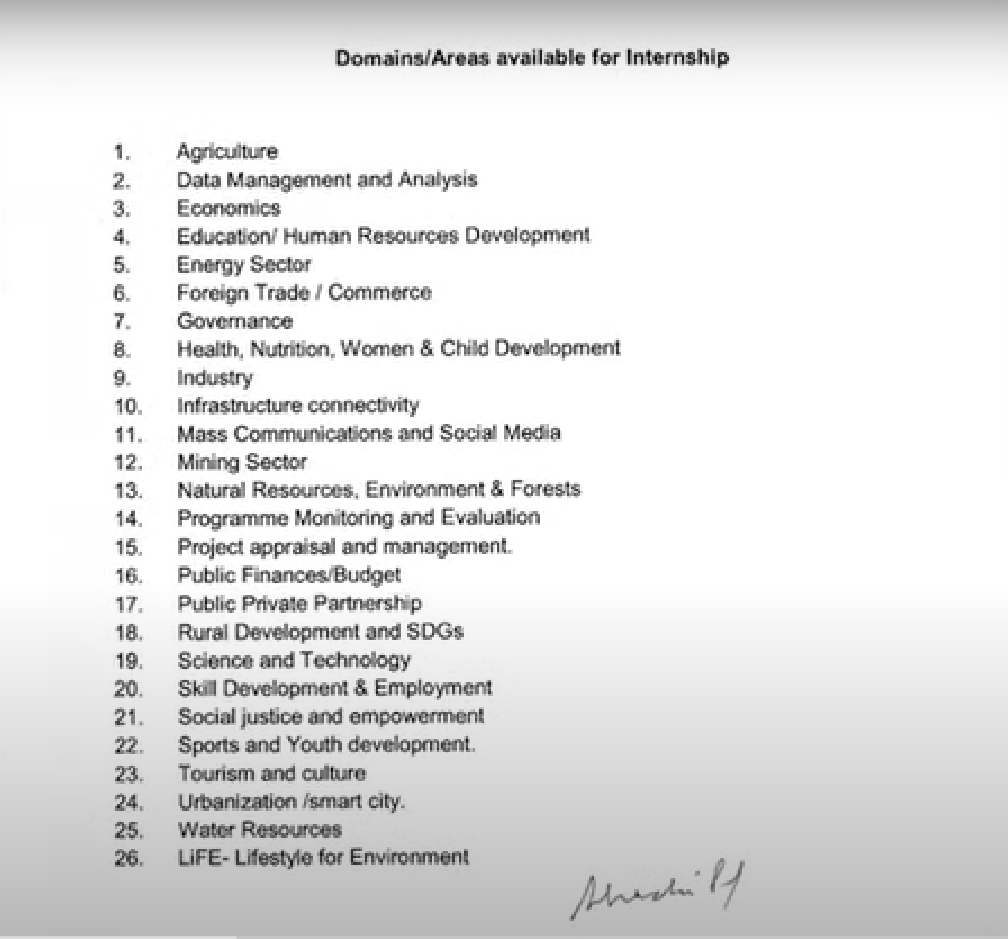 Domains/Areas available for Internship
1. Agriculture
2. Data Management and Analysis
3. Economics
4. Education/ Human Resources Development
5. Energy Sector
6. Foreign Trade / Commerce
7. Governance
8. Health, Nutrition, Women & Child Development
9. Industry
10. Infrastructure connectivity
11. Mass Communications and Social Media
12. Mining Sector
13. Natural Resources, Environment & Forests
14. Programme Monitoring and Evaluation
15. Project appraisal and management.
16. Public Finances/Budget
17. Public Private Partnership
18. Rural Development and SDGs
19. Science and Technology
20. Skill Development & Employment
21. Social justice and empowerment
22. Sports and Youth development.
23. Tourism and culture
24. Urbanization /smart city.
25. Water Resources
26. LiFE- Lifestyle for Environment